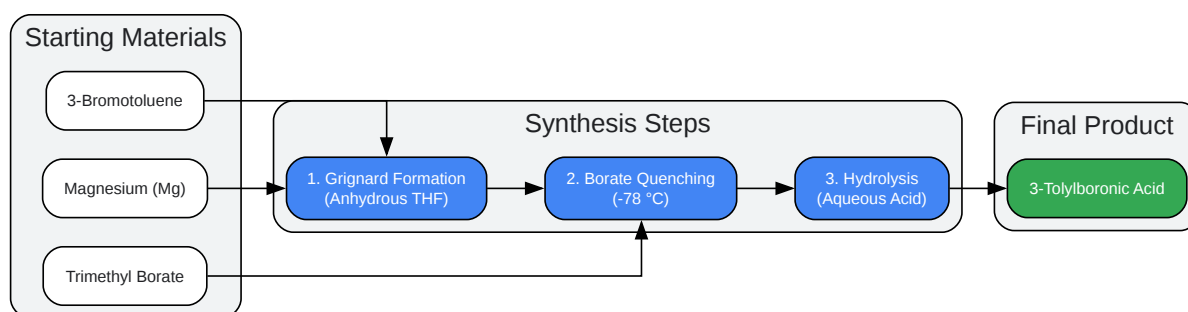 Starting Materials
3-Bromotoluene
Magnesium (Mg)
Trimethyl Borate
Synthesis Steps
1. Grignard Formation
(Anhydrous THF)
2. Borate Quenching
(-78 °C)
3. Hydrolysis
(Aqueous Acid)
Final Product
3-Tolylboronic Acid